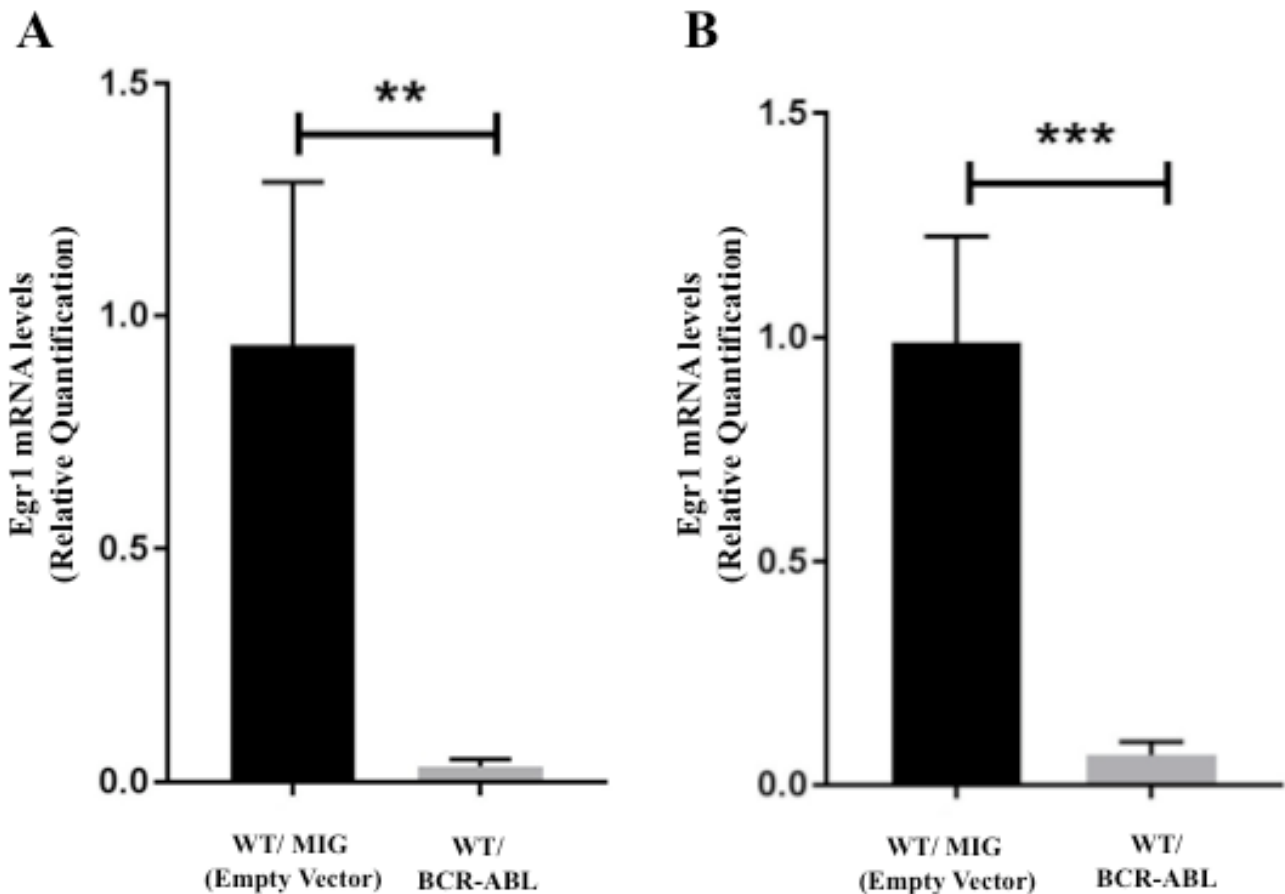 A
Egr1 mRNA levels
(Relative Quantification)
1.5
1.0
0.5
0.0
**
WT/ MIG
(Empty Vector)
WT/
BCR-ABL
B
Egr1 mRNA levels
(Relative Quantification)
1.5
1.0
0.5
0.0
***
WT/ MIG
(Empty Vector)
WT/
BCR-ABL